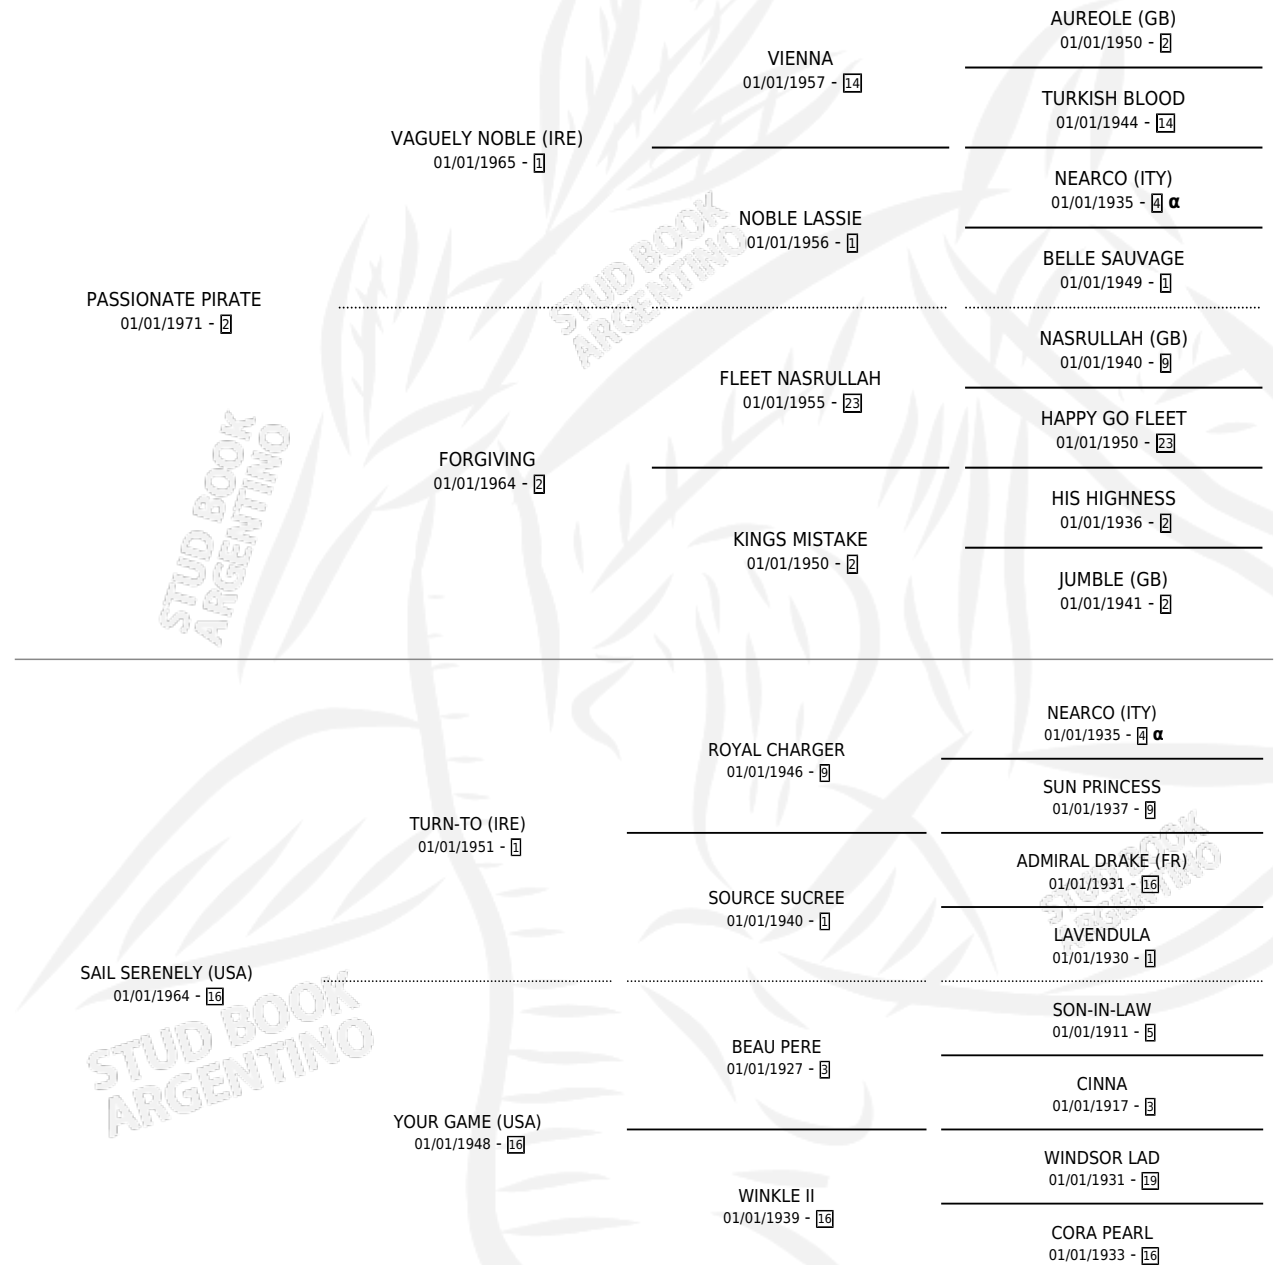 AUREOLE (GB)
01/01/1950 - 2
VIENNA
01/01/1957 - 14
TURKISH BLOOD
01/01/1944 - 14
VAGUELY NOBLE (IRE)
01/01/1965 - 1
NEARCO (ITY)
01/01/1935 - 4 α
NOBLE LASSIE
01/01/1956 - 1
BELLE SAUVAGE
01/01/1949 - 1
PASSIONATE PIRATE
01/01/1971 - 2
NASRULLAH (GB)
01/01/1940 - 9
FLEET NASRULLAH
01/01/1955 - 23
HAPPY GO FLEET
01/01/1950 - 23
FORGIVING
01/01/1964 - 2
HIS HIGHNESS
01/01/1936 - 2
KINGS MISTAKE
01/01/1950 - 2
JUMBLE (GB)
01/01/1941 - 2
NEARCO (ITY)
01/01/1935 - 4 α
ROYAL CHARGER
01/01/1946 - 9
SUN PRINCESS
01/01/1937 - 9
TURN-TO (IRE)
01/01/1951 - 1
ADMIRAL DRAKE (FR)
01/01/1931 - 16
SOURCE SUCREE
01/01/1940 - 1
LAVENDULA
01/01/1930 - 1
SAIL SERENELY (USA)
01/01/1964 - 16
SON-IN-LAW
01/01/1911 - 5
BEAU PERE
01/01/1927 - 3
CINNA
01/01/1917 - 3
YOUR GAME (USA)
01/01/1948 - 16
WINDSOR LAD
01/01/1931 - 19
WINKLE II
01/01/1939 - 16
CORA PEARL
01/01/1933 - 16
STUD BOOK
ARGENTINO
STUD BOOK
ARGENTINO
STUD BOOK
ARGENTINO
STUD BOOK
ARGENTINO